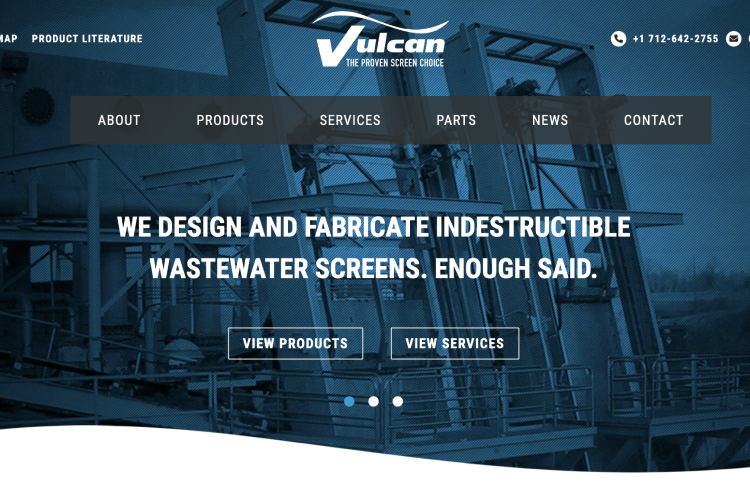 MAP PRODUCT LITERATURE
Vulcan
THE PROVEN SCREEN CHOICE
+1 712-642-2755
ABOUT PRODUCTS SERVICES PARTS NEWS CONTACT
WE DESIGN AND FABRICATE INDESTRUCTIBLE
WASTEWATER SCREENS. ENOUGH SAID.
VIEW PRODUCTS VIEW SERVICES